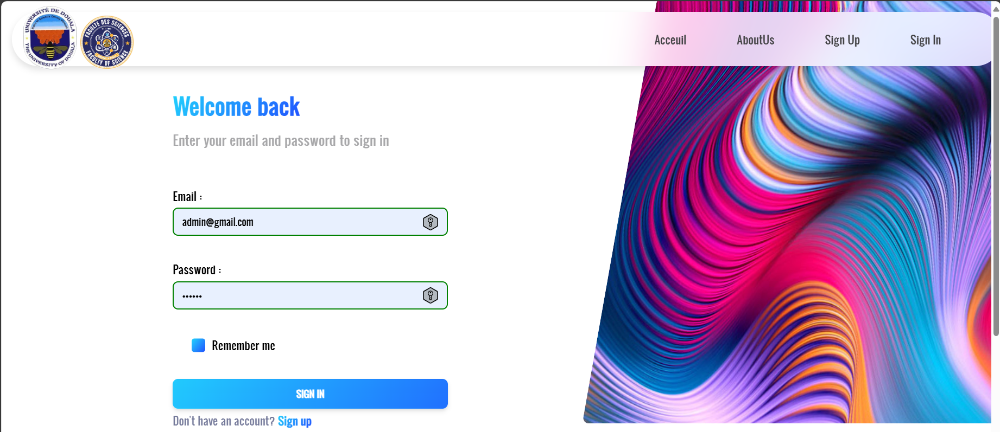 UNIVERSITÉ DE DOUALA
THE UNIVERSITY OF DOUALA
FACULTE DES SCIENCES
FACULTY OF SCIENCE
Acceuil
AboutUs
Sign Up
Sign In
Welcome back
Enter your email and password to sign in
Email :
admin@gmail.com
Password :
••••••
Remember me
SIGN IN
Don't have an account? Sign up